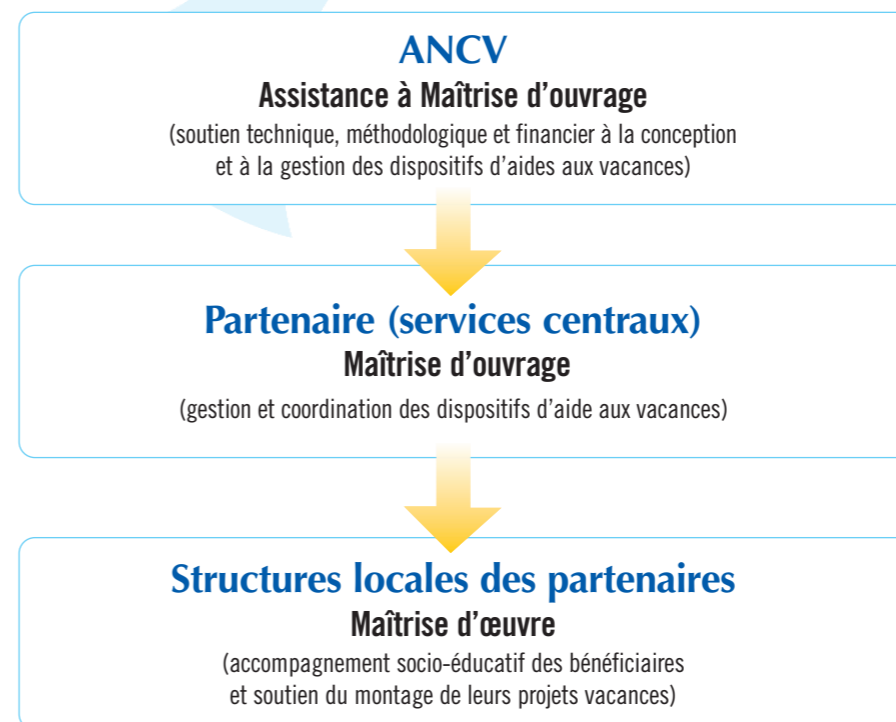 ANCV
Assistance à Maîtrise d’ouvrage
(soutien technique, méthodologique et financier à la conception
et à la gestion des dispositifs d’aides aux vacances)
Partenaire (services centraux)
Maîtrise d’ouvrage
(gestion et coordination des dispositifs d’aide aux vacances)
Structures locales des partenaires
Maîtrise d’œuvre
(accompagnement socio-éducatif des bénéficiaires
et soutien du montage de leurs projets vacances)